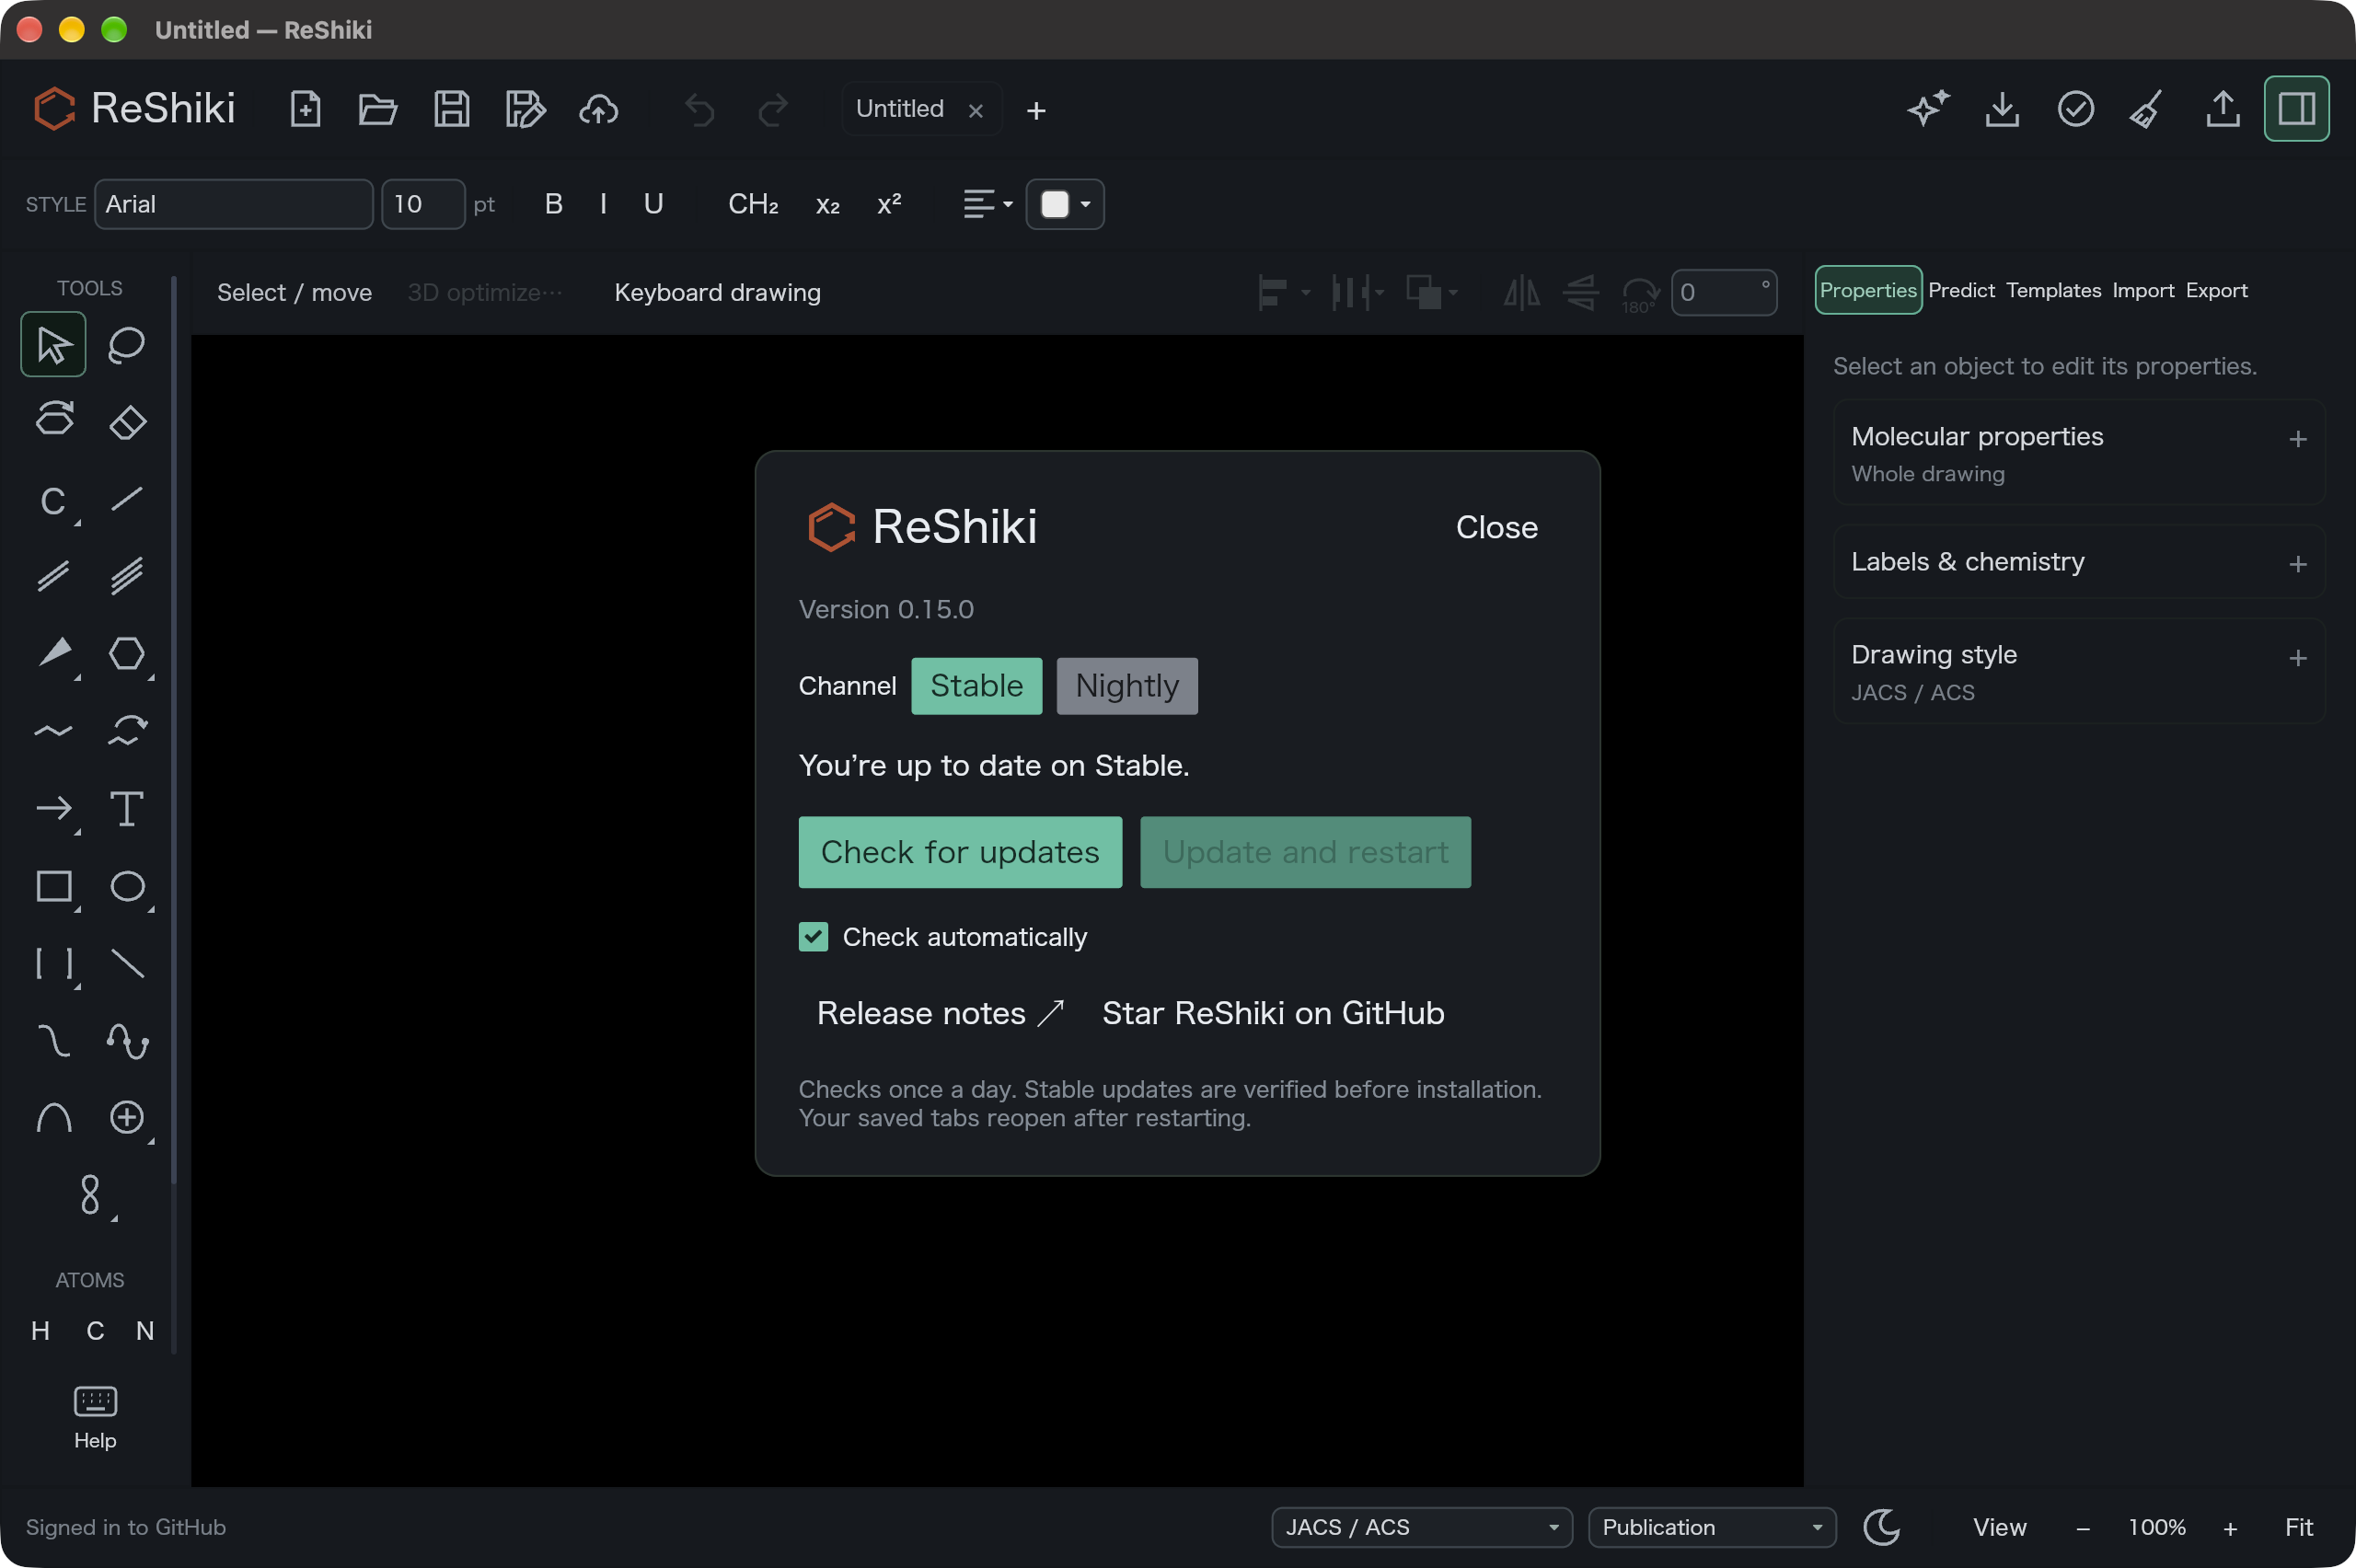 Untitled — ReShiki
ReShiki
Untitled ×
+
STYLE Arial 10 pt B I U CH₂ x₂ x²
TOOLS
Select / move 3D optimize… Keyboard drawing 180° 0 °
Properties Predict Templates Import Export
Select an object to edit its properties.
Molecular properties +
Whole drawing
Labels & chemistry +
Drawing style +
JACS / ACS
C
T
[ ]
ATOMS
H C N
Help
ReShiki Close
Version 0.15.0
Channel Stable Nightly
You’re up to date on Stable.
Check for updates Update and restart
Check automatically
Release notes ↗ Star ReShiki on GitHub
Checks once a day. Stable updates are verified before installation.
Your saved tabs reopen after restarting.
Signed in to GitHub JACS / ACS Publication View − 100% + Fit